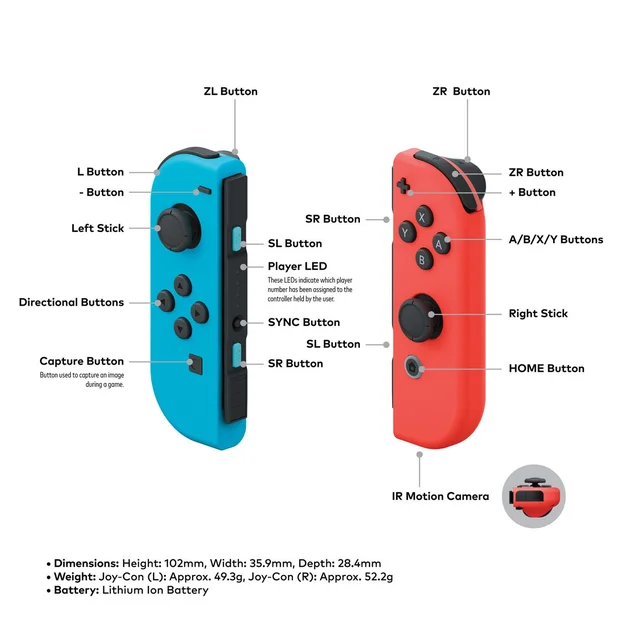 ZL Button
ZR Button
L Button
ZR Button
- Button
+ Button
SR Button
Left Stick
X
Y
A
B
A/B/X/Y Buttons
SL Button
Player LED
These LEDs indicate which player
number has been assigned to the
controller held by the user.
Directional Buttons
Right Stick
SYNC Button
SL Button
Capture Button
Button used to capture an image
during a game.
SR Button
HOME Button
IR Motion Camera
• Dimensions: Height: 102mm, Width: 35.9mm, Depth: 28.4mm
• Weight: Joy-Con (L): Approx. 49.3g, Joy-Con (R): Approx. 52.2g
• Battery: Lithium Ion Battery